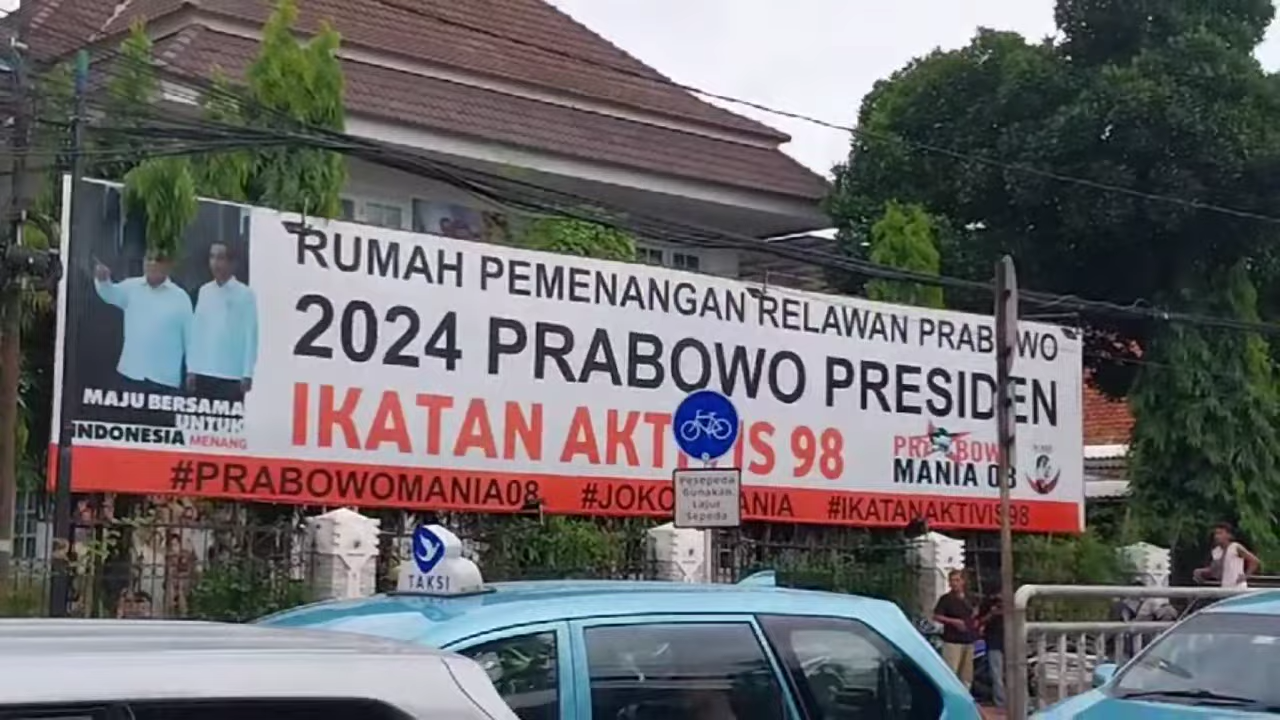 RUMAH PEMENANGAN RELAWAN PRABOWO
2024 PRABOWO PRESIDEN
IKATAN AKTIVIS 98
MAJU BERSAMA
UNTUK
INDONESIA MENANG
PRABOWO
MANIA 08
#PRABOWOMANIA08 #JOKOWIMANIA #IKATANAKTIVIS98
Pesepeda
Gunakan
Lajur
Sepeda
TAKSI